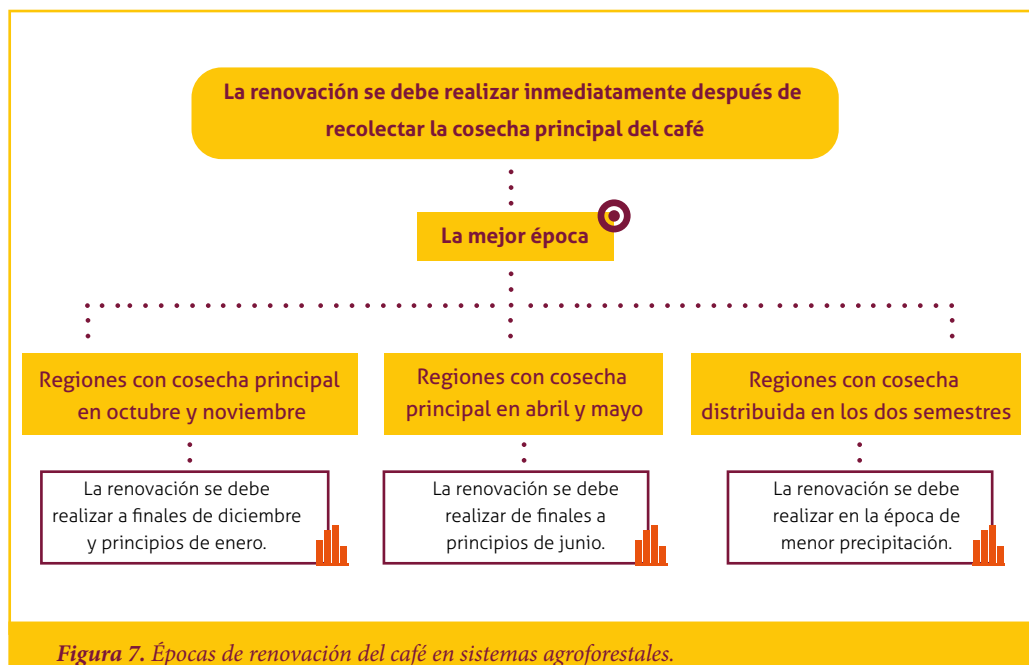 La renovación se debe realizar inmediatamente después de
recolectar la cosecha principal del café
La mejor época
Regiones con cosecha principal
en octubre y noviembre
La renovación se debe
realizar a finales de diciembre
y principios de enero.
Regiones con cosecha
principal en abril y mayo
La renovación se debe
realizar de finales a
principios de junio.
Regiones con cosecha
distribuida en los dos semestres
La renovación se debe
realizar en la época de
menor precipitación.
Figura 7. Épocas de renovación del café en sistemas agroforestales.